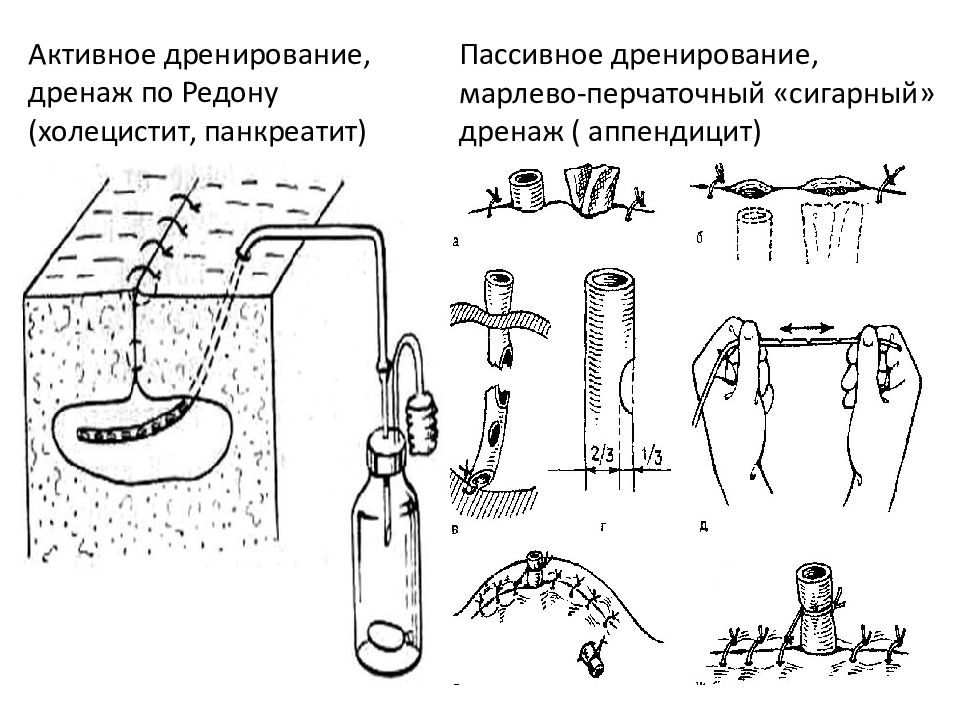 Активное дренирование,
дренаж по Редону
(холецистит, панкреатит)
Пассивное дренирование,
марлево-перчаточный «сигарный»
дренаж ( аппендицит)
а
б
2/3
1/3
в
г
д